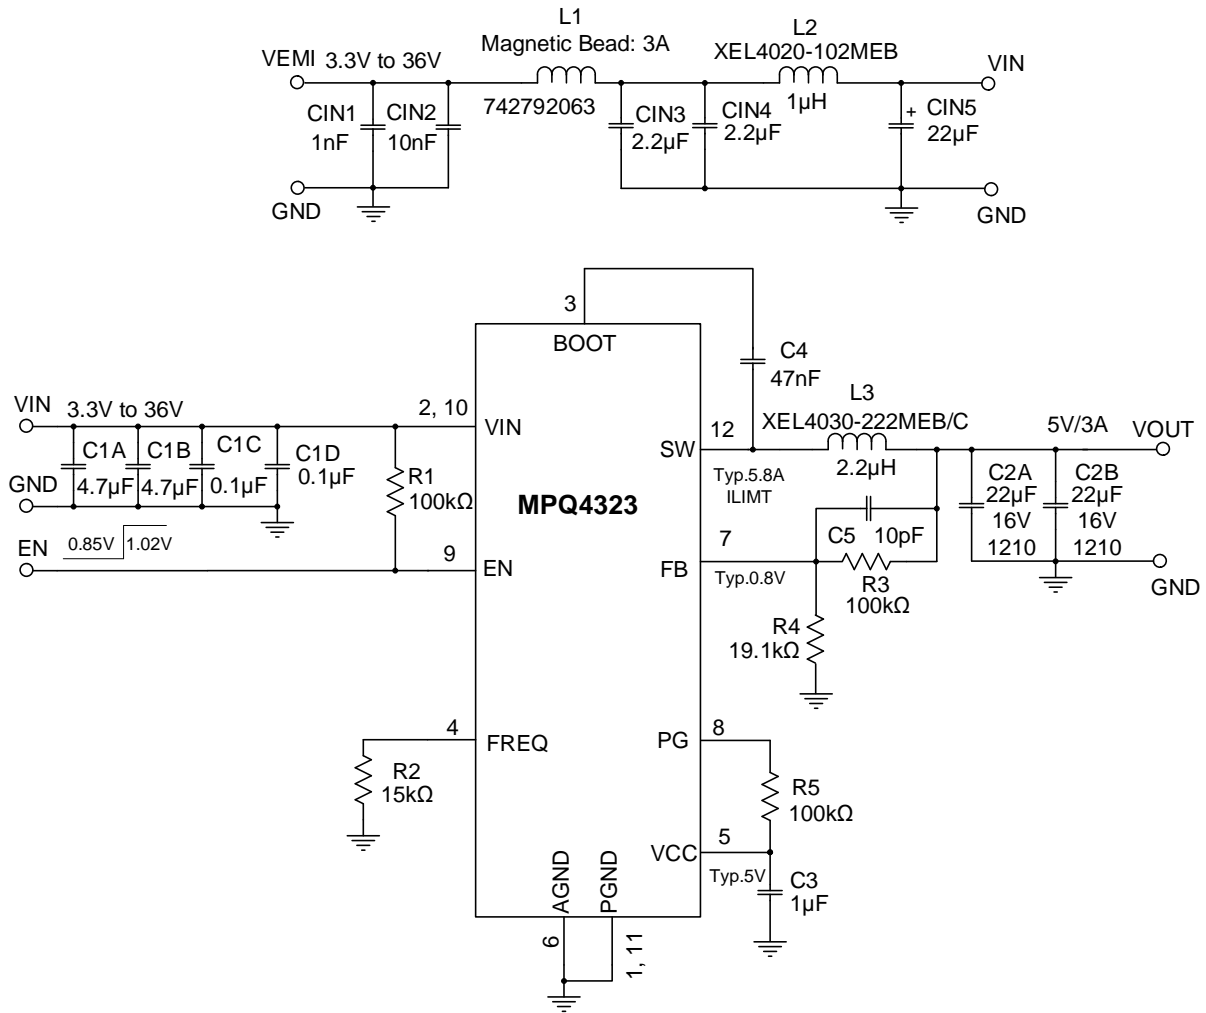 L1
Magnetic Bead: 3A
742792063
L2
XEL4020-102MEB
1µH
VEMI
3.3V to 36V
VIN
CIN1
1nF
CIN2
10nF
CIN3
2.2µF
CIN4
2.2µF
+
CIN5
22µF
GND
GND
3
BOOT
C4
47nF
VIN
3.3V to 36V
2, 10
VIN
C1A
4.7µF
C1B
4.7µF
C1C
0.1µF
C1D
0.1µF
R1
100kΩ
GND
EN
0.85V
1.02V
9
EN
MPQ4323
12
SW
Typ.5.8A
ILIMT
L3
XEL4030-222MEB/C
2.2µH
5V/3A
VOUT
C2A
22µF
16V
1210
C2B
22µF
16V
1210
GND
7
FB
Typ.0.8V
C5
10pF
R3
100kΩ
R4
19.1kΩ
4
FREQ
R2
15kΩ
8
PG
R5
100kΩ
5
VCC
Typ.5V
C3
1µF
AGND
PGND
6
1, 11